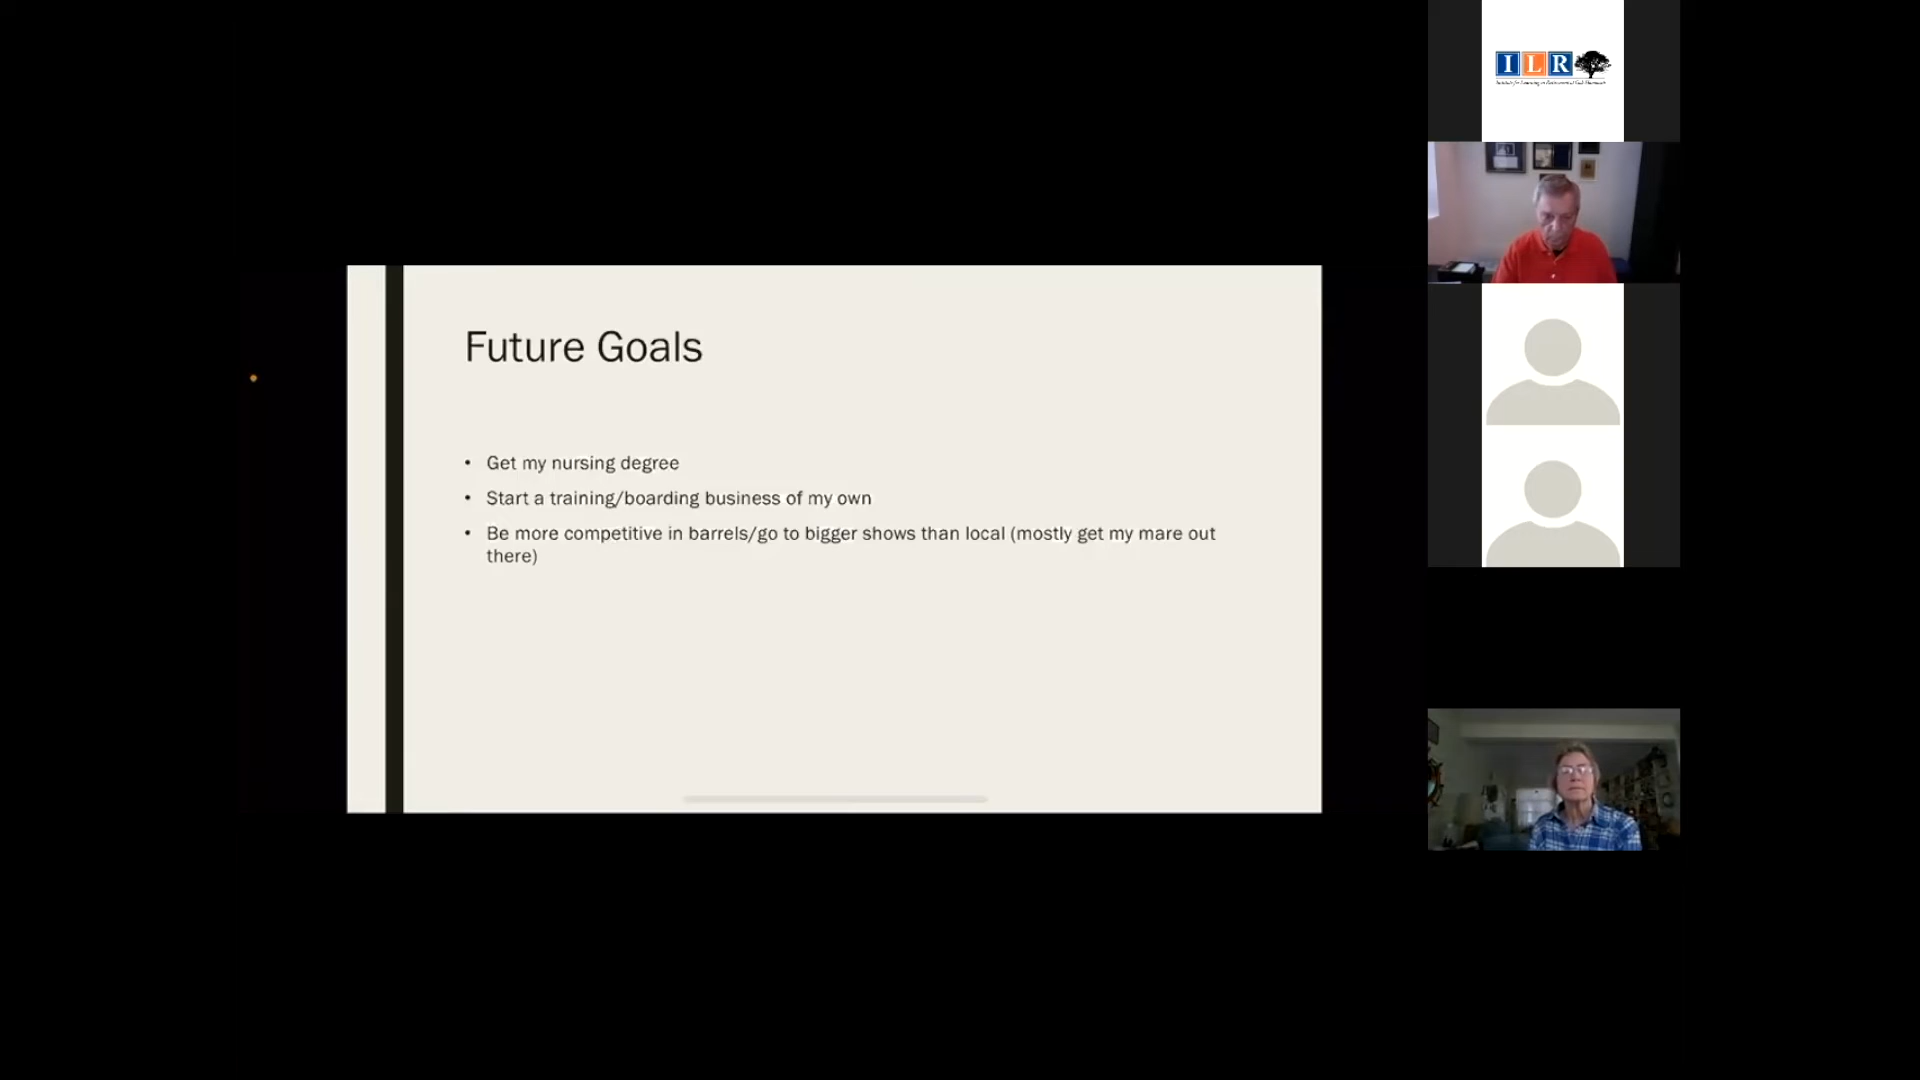 I L R
Future Goals
• Get my nursing degree
• Start a training/boarding business of my own
• Be more competitive in barrels/go to bigger shows than local (mostly get my mare out
there)